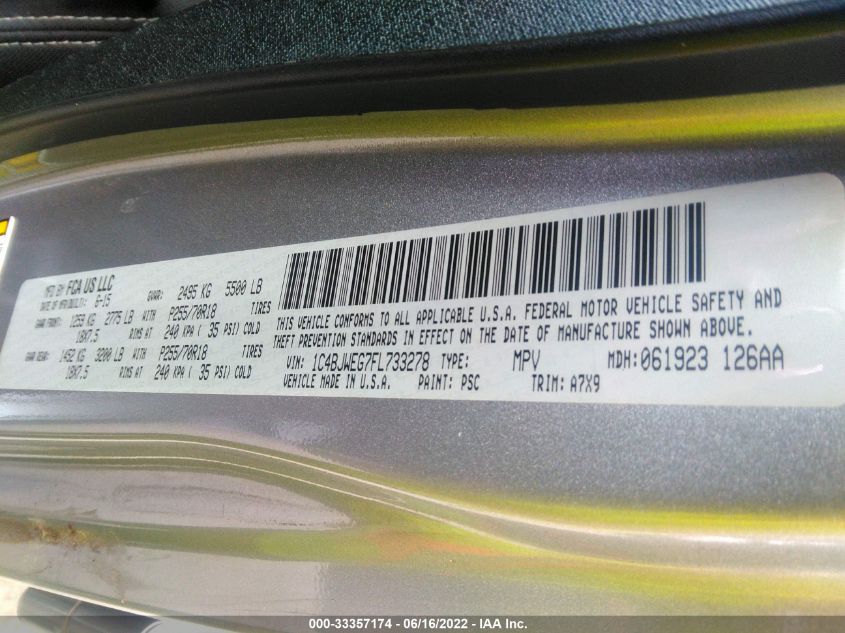 MFD BY: FCA US LLC
DATE OF MFR(MO/LY): 6-15
GVWR: 2495 KG 5500 LB
GAWR FRONT: 1259 KG 2775 LB WITH P255/70R18 TIRES
18X7.5 RIMS AT 240 KPA ( 35 PSI) COLD
GAWR REAR: 1452 KG 3200 LB WITH P255/70R18 TIRES
18X7.5 RIMS AT 240 KPA ( 35 PSI) COLD
THIS VEHICLE CONFORMS TO ALL APPLICABLE U.S.A. FEDERAL MOTOR VEHICLE SAFETY AND
THEFT PREVENTION STANDARDS IN EFFECT ON THE DATE OF MANUFACTURE SHOWN ABOVE.
VIN: 1C4BJWEG7FL733278 TYPE: MPV MDH:061923 126AA
VEHICLE MADE IN U.S.A. PAINT: PSC TRIM: A7X9
000-33357174 - 06/16/2022 - IAA Inc.